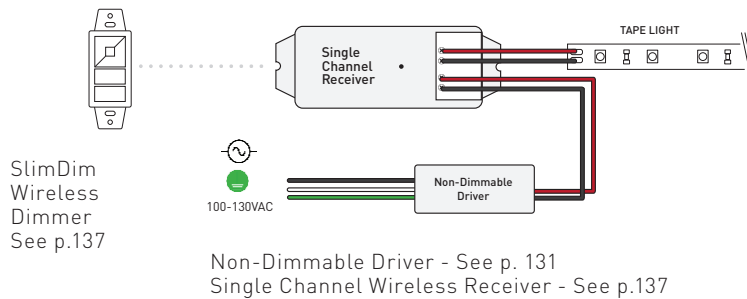 TAPE LIGHT
Single
Channel
Receiver
SlimDim
Wireless
Dimmer
See p.137
100-130VAC
Non-Dimmable
Driver
Non-Dimmable Driver - See p. 131
Single Channel Wireless Receiver - See p.137